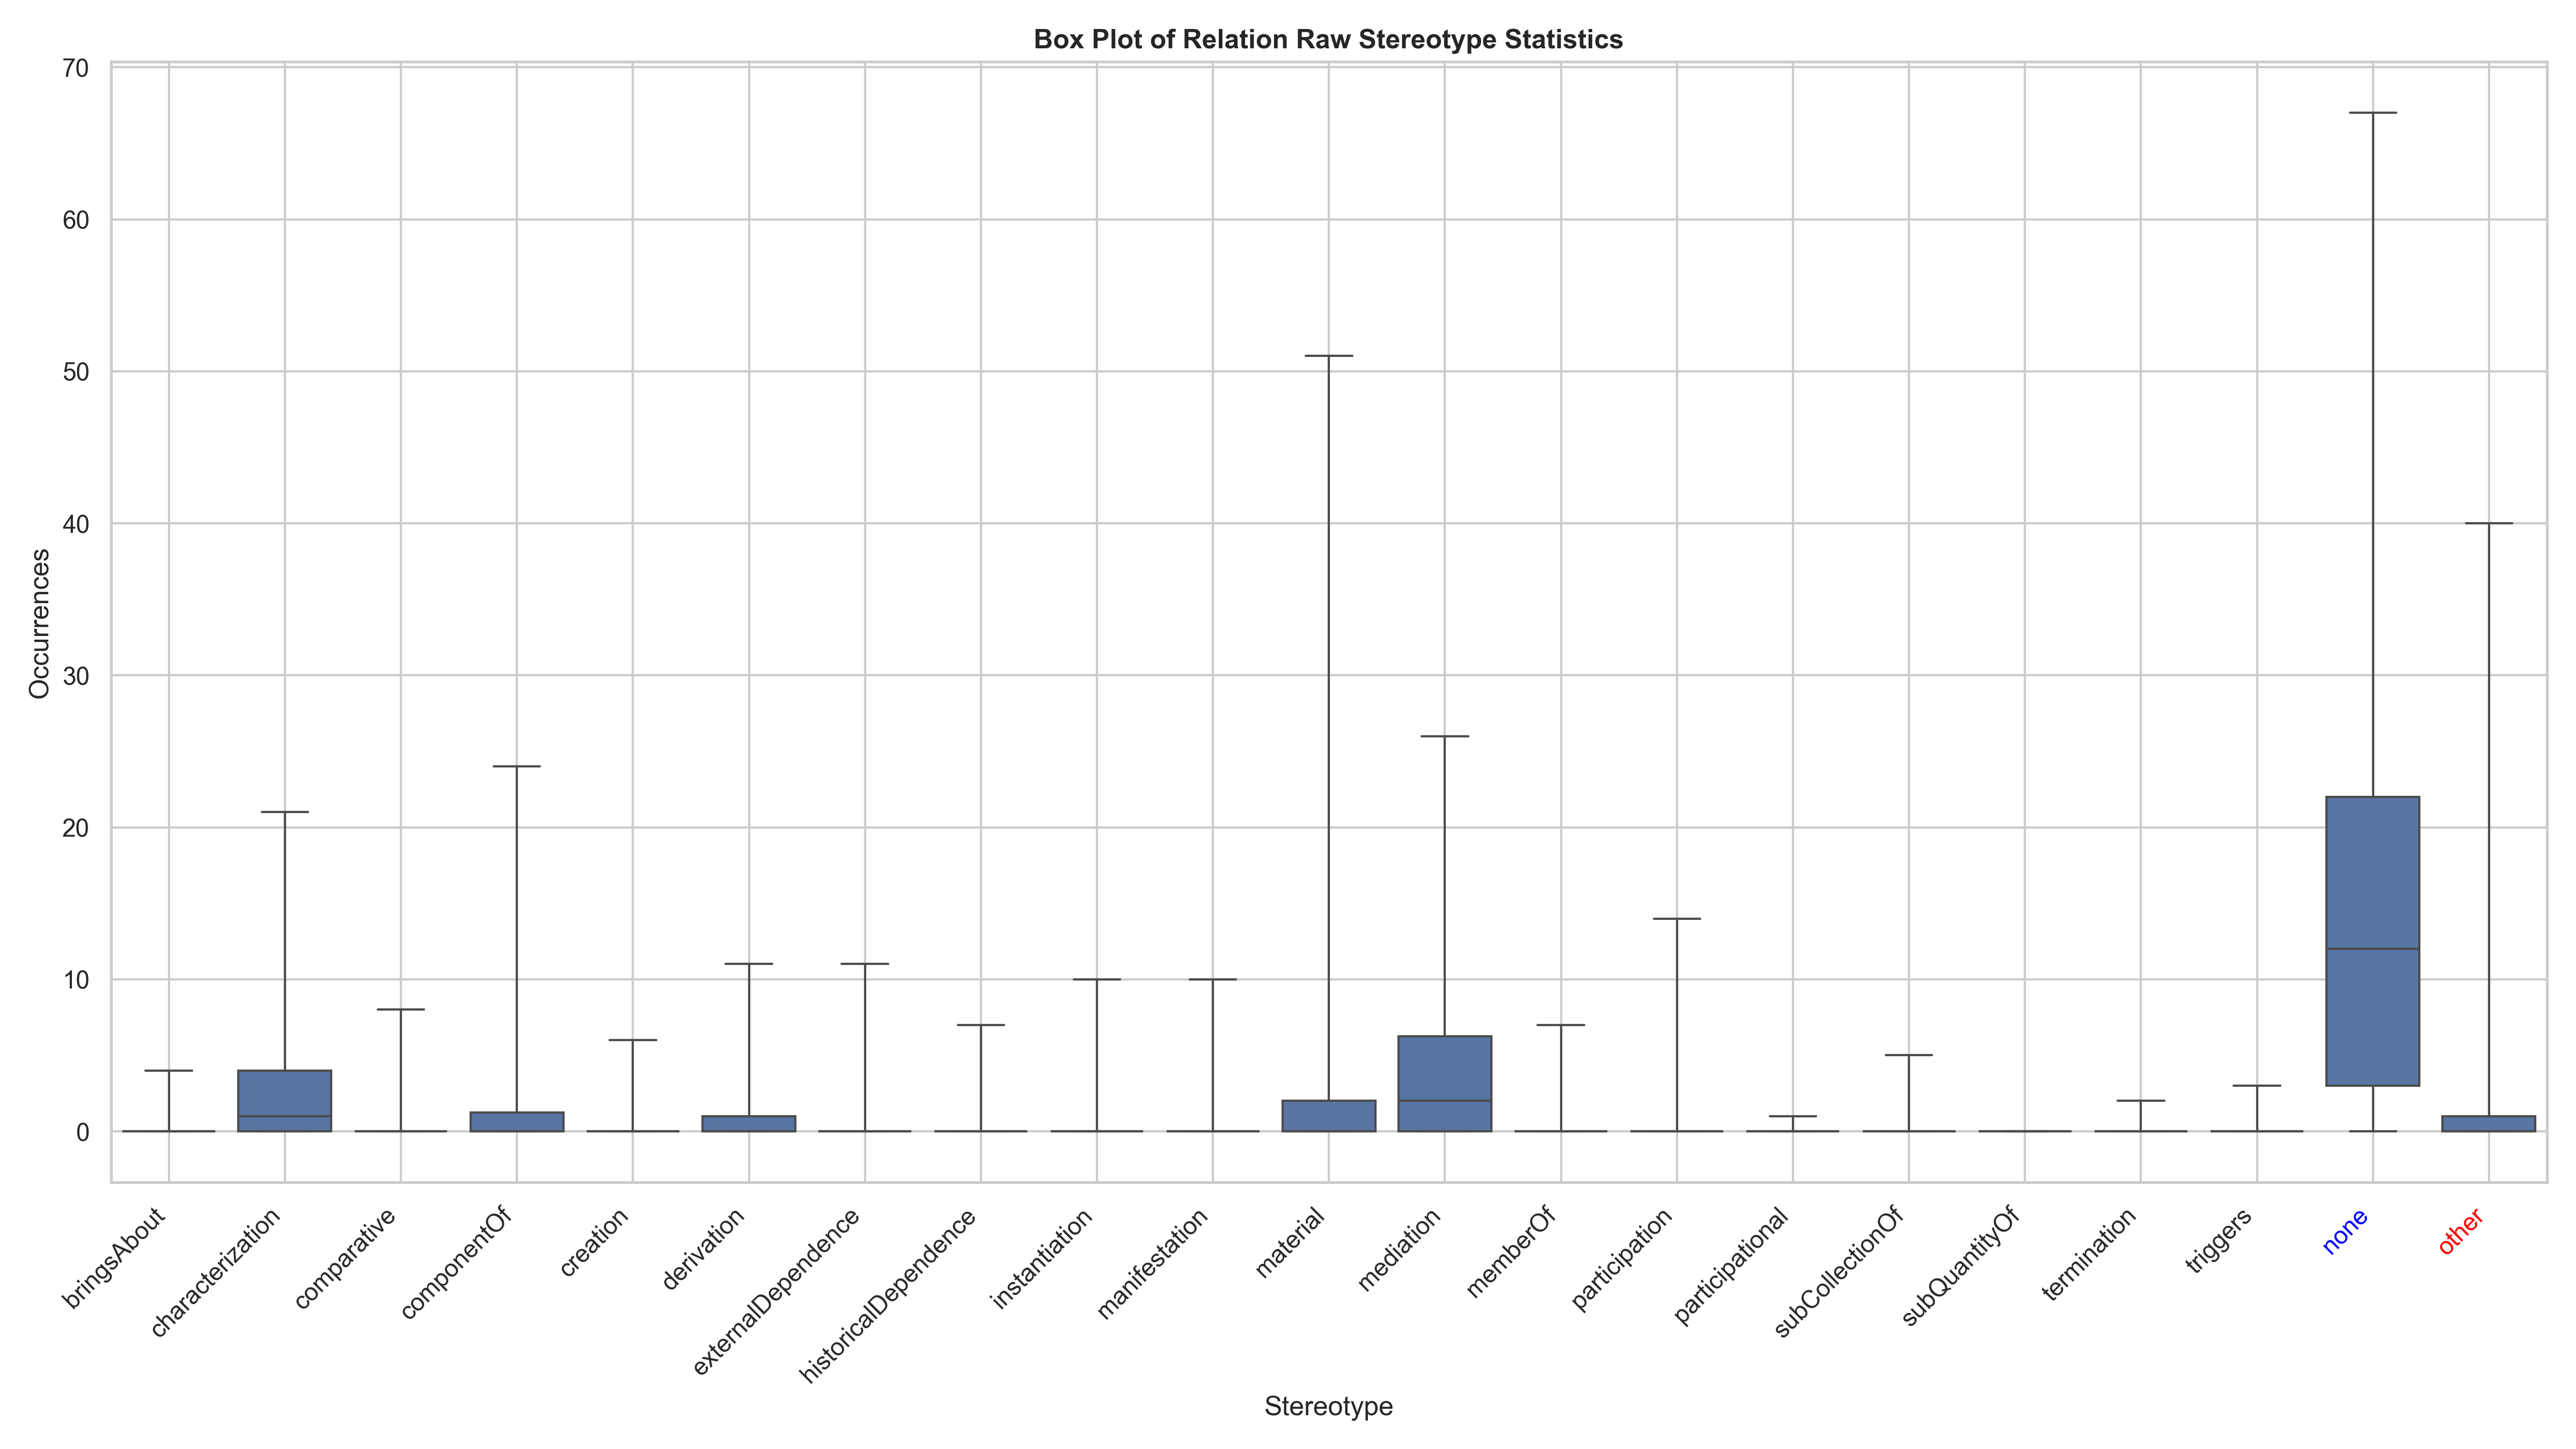 Box Plot of Relation Raw Stereotype Statistics
70
60
50
40
30
20
10
0
Occurrences
bringsAbout
characterization
comparative
componentOf
creation
derivation
externalDependence
historicalDependence
instantiation
manifestation
material
mediation
memberOf
participation
participational
subCollectionOf
subQuantityOf
termination
triggers
none
other
Stereotype